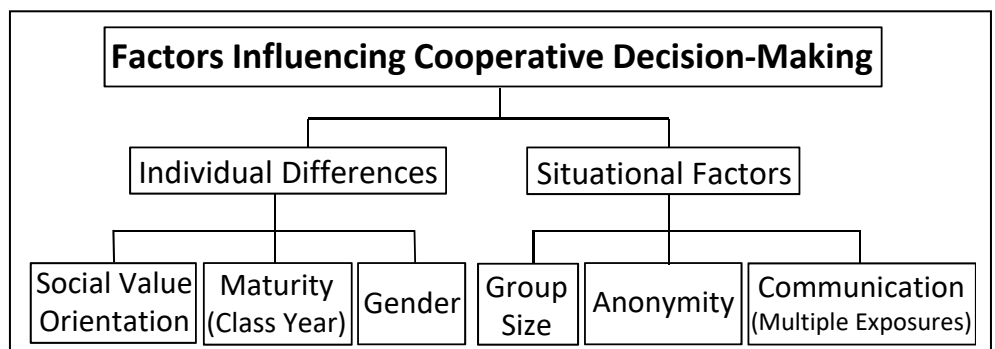 Factors Influencing Cooperative Decision-Making
Individual Differences
Situational Factors
Social Value
Orientation
Maturity
(Class Year)
Gender
Group
Size
Anonymity
Communication
(Multiple Exposures)